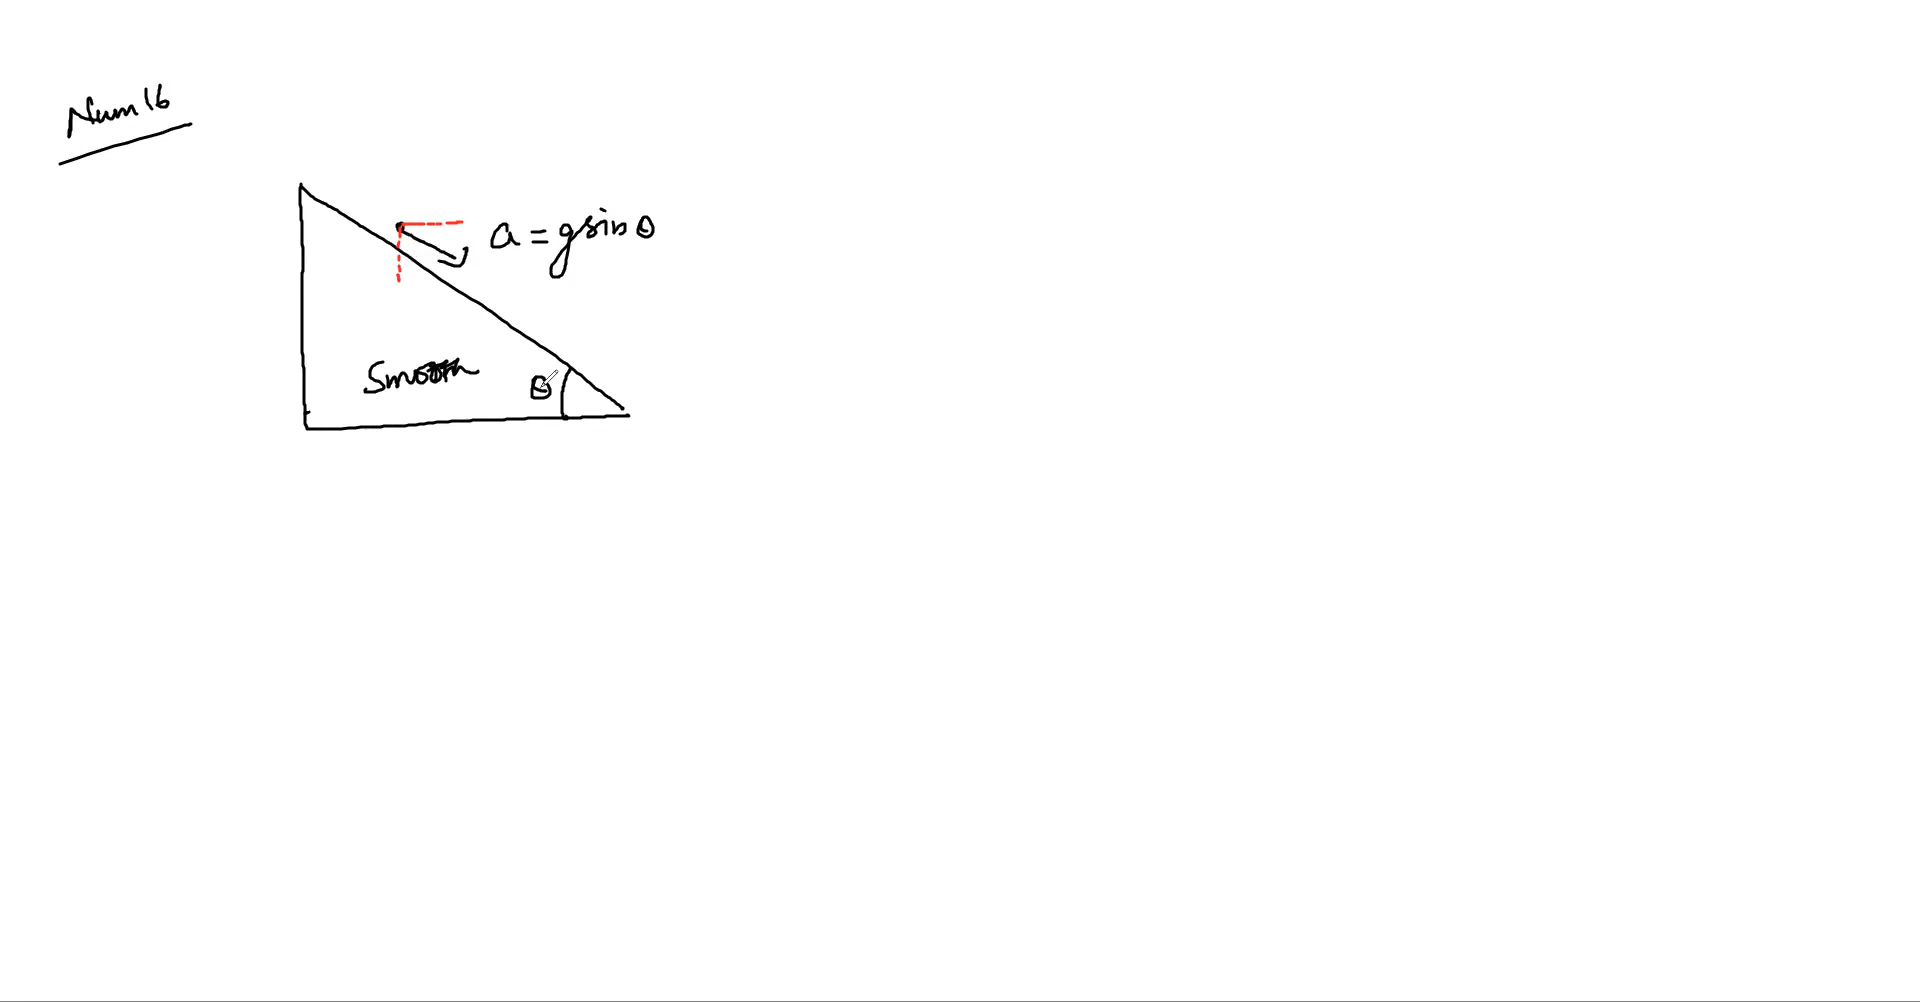 Num 16
a = g sin θ
Smooth
θ